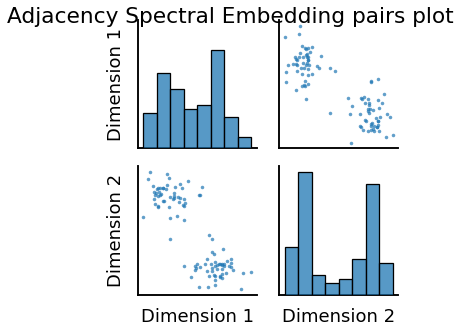 Adjacency Spectral Embedding pairs plot
Dimension 1
Dimension 2
Dimension 1
Dimension 2